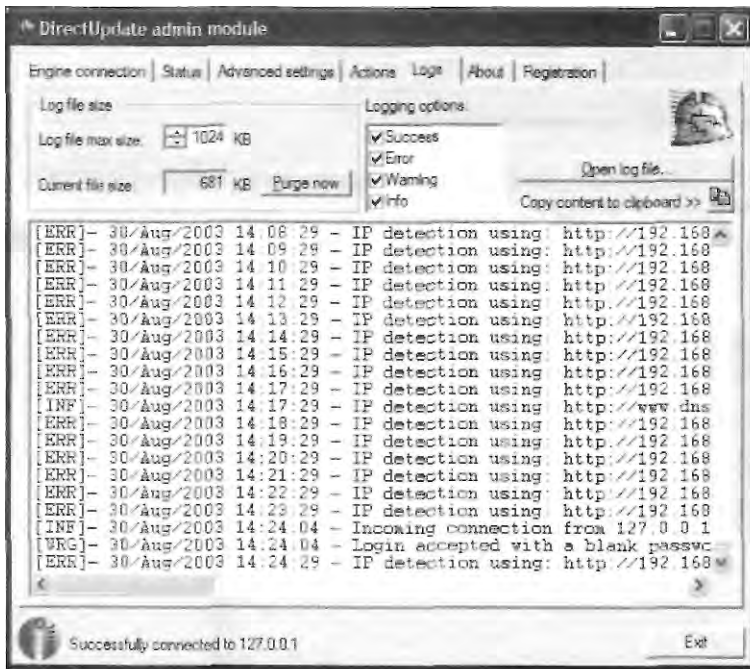 DirectUpdate admin module
Engine connection Status Advanced settings Actions Logs About Registration
Log file size
Log file max size: 1024 KB
Current file size: 681 KB Purge now
Logging options:
Success
Error
Warning
Info
Open log file...
Copy content to clipboard >>
[ERR]- 30/Aug/2003 14:08:29 - IP detection using: http://192.168
[ERR]- 30/Aug/2003 14:09:29 - IP detection using: http://192.168
[ERR]- 30/Aug/2003 14:10:29 - IP detection using: http://192.168
[ERR]- 30/Aug/2003 14:11:29 - IP detection using: http://192.168
[ERR]- 30/Aug/2003 14:12:29 - IP detection using: http://192.168
[ERR]- 30/Aug/2003 14:13:29 - IP detection using: http://192.168
[ERR]- 30/Aug/2003 14:14:29 - IP detection using: http://192.168
[ERR]- 30/Aug/2003 14:15:29 - IP detection using: http://192.168
[ERR]- 30/Aug/2003 14:16:29 - IP detection using: http://192.168
[ERR]- 30/Aug/2003 14:17:29 - IP detection using: http://192.168
[INF]- 30/Aug/2003 14:17:29 - IP detection using: http://www.dns
[ERR]- 30/Aug/2003 14:18:29 - IP detection using: http://192.168
[ERR]- 30/Aug/2003 14:19:29 - IP detection using: http://192.168
[ERR]- 30/Aug/2003 14:20:29 - IP detection using: http://192.168
[ERR]- 30/Aug/2003 14:21:29 - IP detection using: http://192.168
[ERR]- 30/Aug/2003 14:22:29 - IP detection using: http://192.168
[ERR]- 30/Aug/2003 14:23:29 - IP detection using: http://192.168
[INF]- 30/Aug/2003 14:24:04 - Incoming connection from 127.0.0.1
[WRG]- 30/Aug/2003 14:24:04 - Login accepted with a blank passwo
[ERR]- 30/Aug/2003 14:24:29 - IP detection using: http://192.168
Successfully connected to 127.0.0.1
Exit